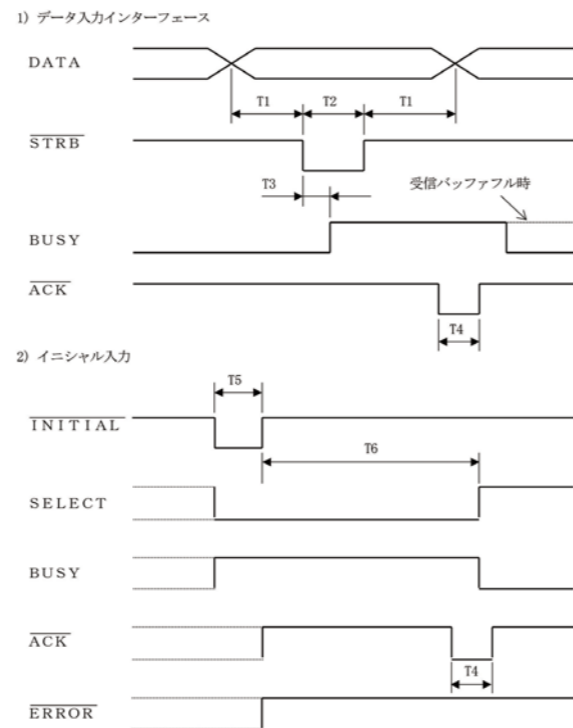 1) データ入力インターフェース
DATA
T1 T2 T1
STRB
T3
受信バッファフル時
BUSY
ACK
T4
2) イニシャル入力
T5
INITIAL
T6
SELECT
BUSY
ACK
T4
ERROR